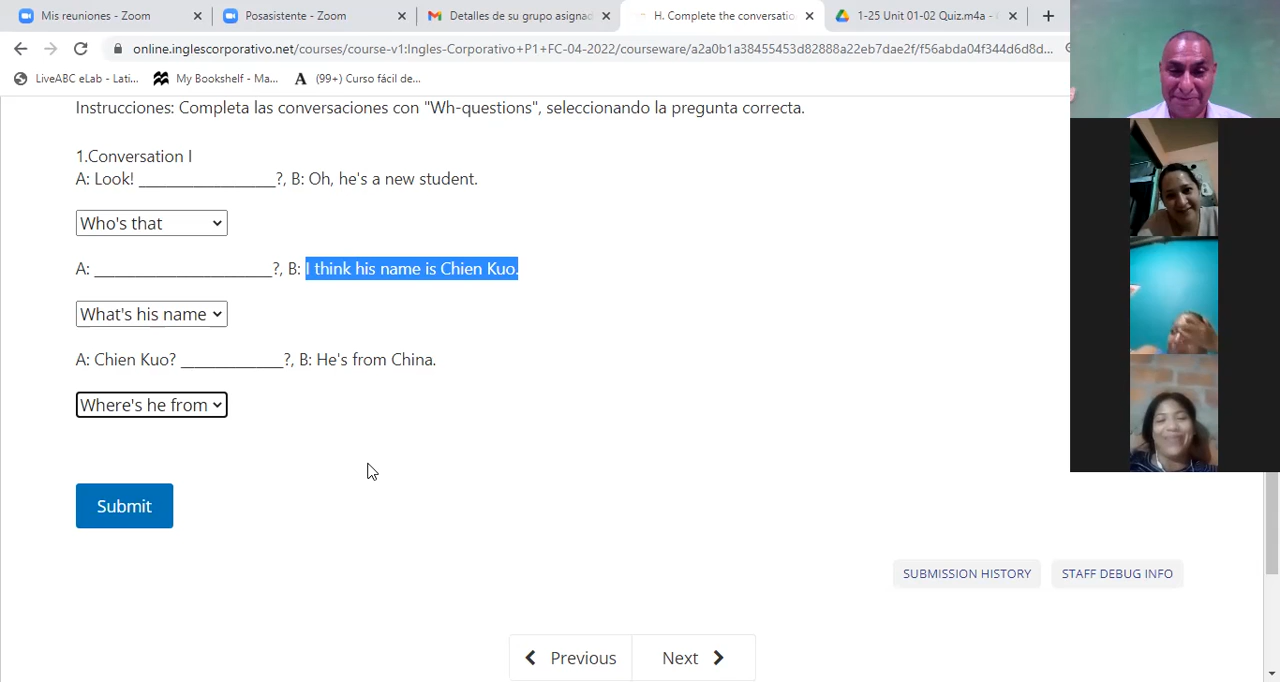 Mis reuniones - Zoom
Posasistente - Zoom
Detalles de su grupo asignad
H. Complete the conversatio
1-25 Unit 01-02 Quiz.m4a -
online.inglescorporativo.net/courses/course-v1:Ingles-Corporativo+P1+FC-04-2022/courseware/a2a0b1a38455453d82888a22eb7dae2f/f56abda04f344d6d8d...
LiveABC eLab - Lati...
My Bookshelf - Ma...
(99+) Curso fácil de...
Instrucciones: Completa las conversaciones con "Wh-questions", seleccionando la pregunta correcta.
1.Conversation I
A: Look! __________________?, B: Oh, he's a new student.
Who's that
A: _______________________?, B: I think his name is Chien Kuo.
What's his name
A: Chien Kuo? _____________?, B: He's from China.
Where's he from
Submit
SUBMISSION HISTORY
STAFF DEBUG INFO
Previous
Next